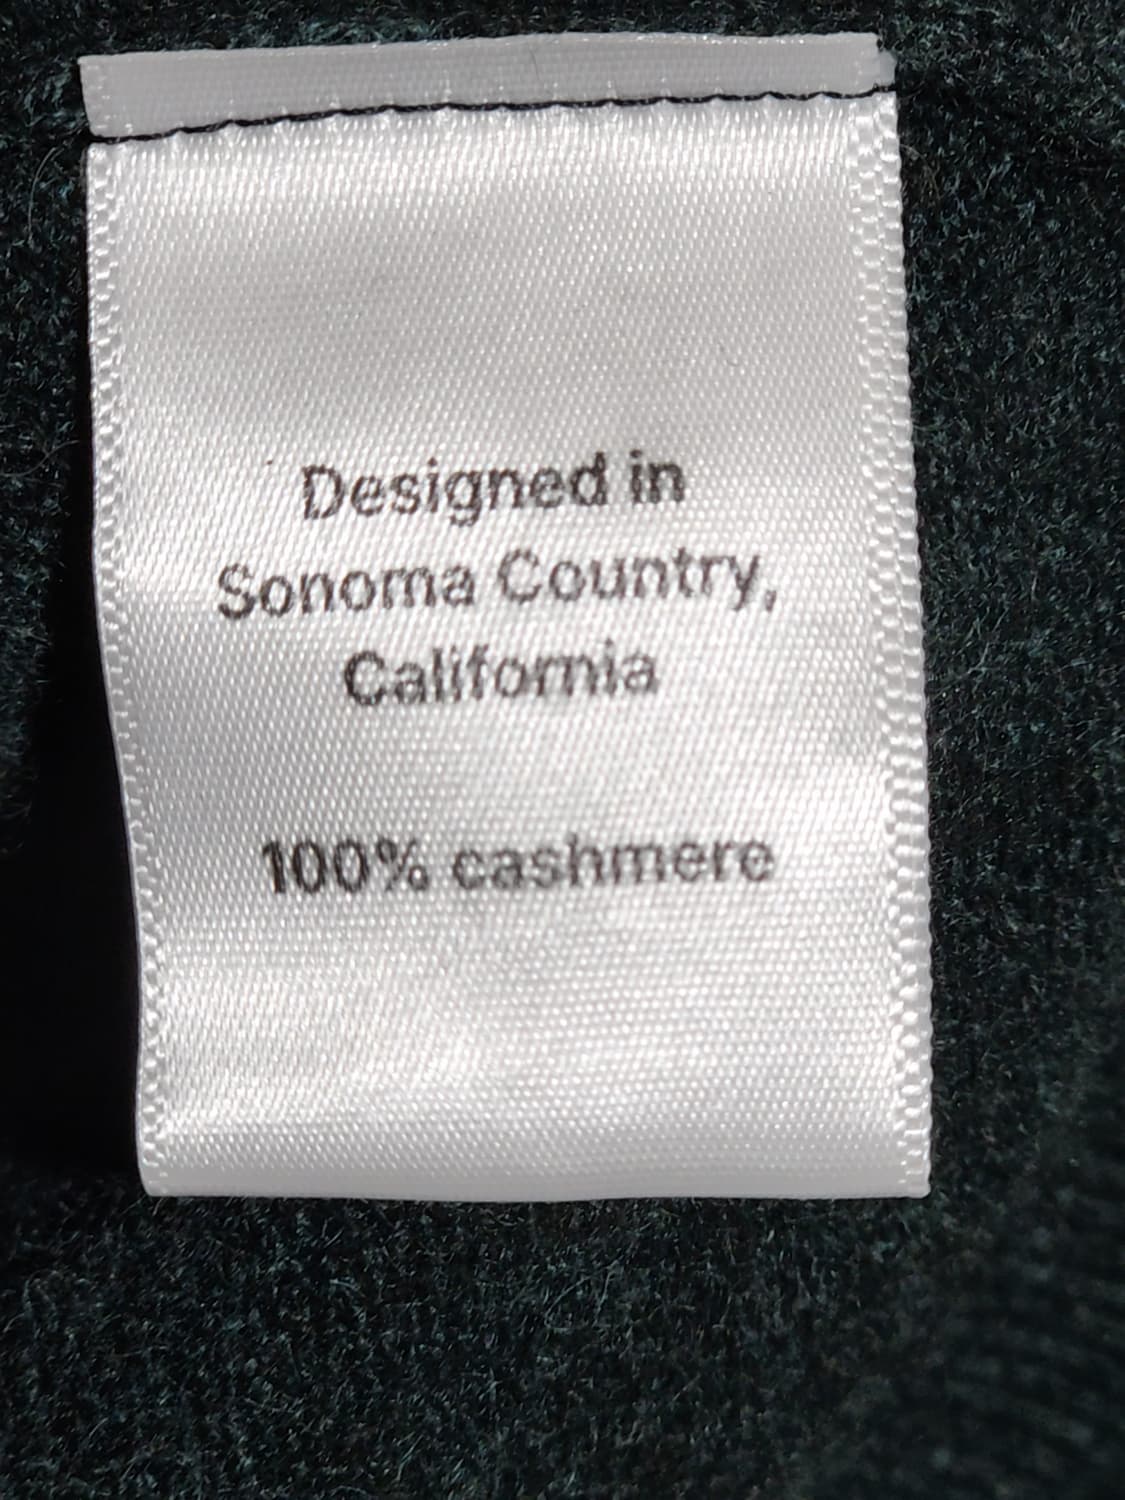 Designed in
Sonoma Country,
California
100% cashmere